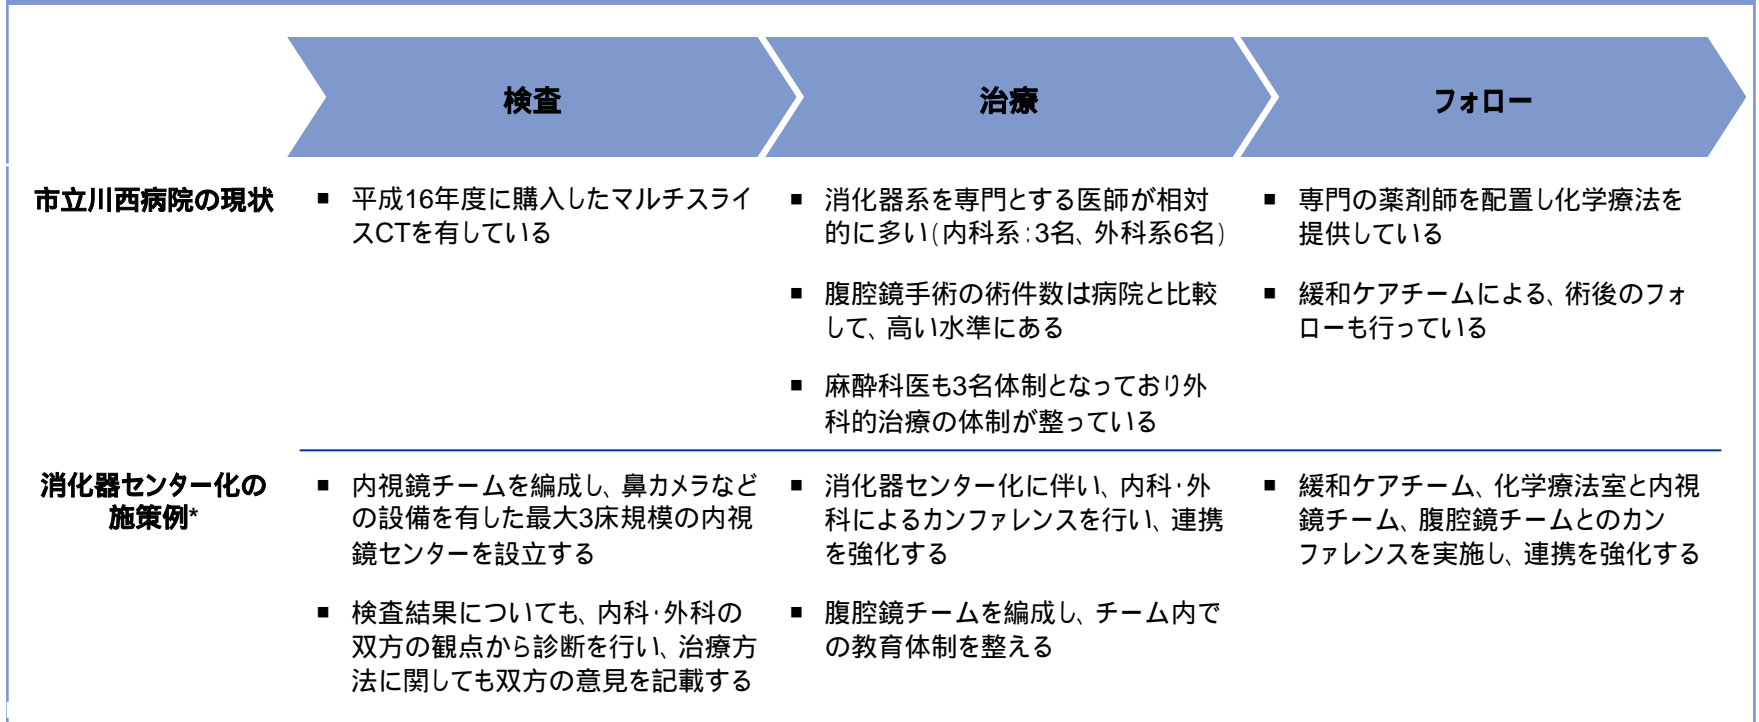 検査
治療
フォロー
市立川西病院の現状
■ 平成16年度に購入したマルチスライ
スCTを有している
■ 消化器系を専門とする医師が相対
的に多い(内科系:3名、外科系6名)
■ 腹腔鏡手術の術件数は病院と比較
して、高い水準にある
■ 麻酔科医も3名体制となっており外
科的治療の体制が整っている
■ 専門の薬剤師を配置し化学療法を
提供している
■ 緩和ケアチームによる、術後のフォ
ローも行っている
消化器センター化の
施策例*
■ 内視鏡チームを編成し、鼻カメラなど
の設備を有した最大3床規模の内視
鏡センターを設立する
■ 検査結果についても、内科・外科の
双方の観点から診断を行い、治療方
法に関しても双方の意見を記載する
■ 消化器センター化に伴い、内科・外
科によるカンファレンスを行い、連携
を強化する
■ 腹腔鏡チームを編成し、チーム内で
の教育体制を整える
■ 緩和ケアチーム、化学療法室と内視
鏡チーム、腹腔鏡チームとのカン
ファレンスを実施し、連携を強化する